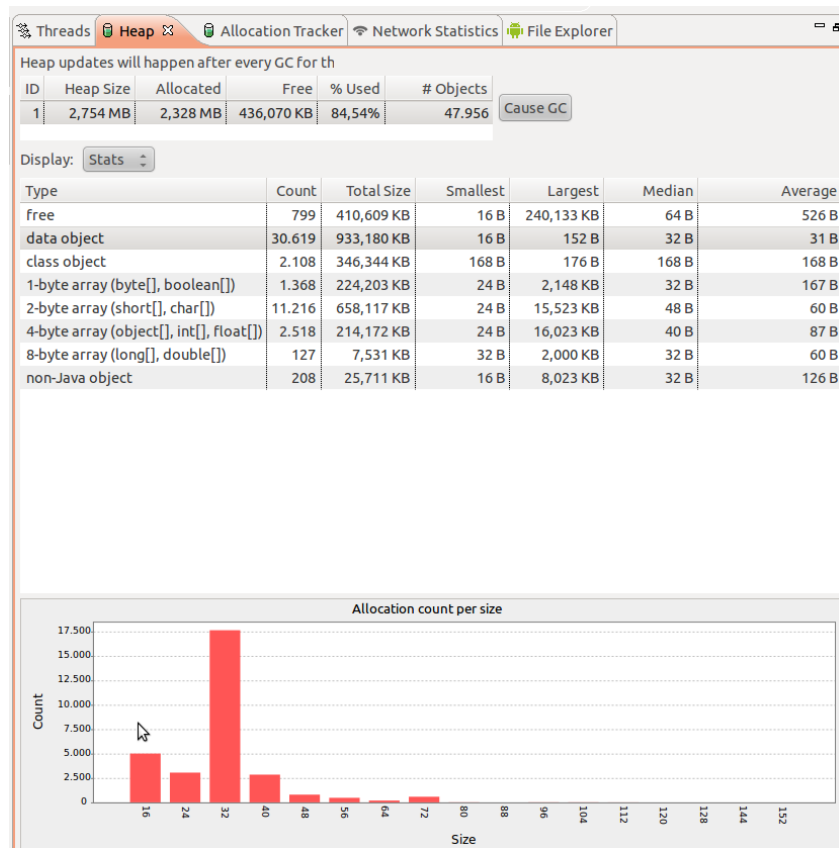 Threads Heap Allocation Tracker Network Statistics File Explorer
Heap updates will happen after every GC for th
ID Heap Size Allocated Free % Used # Objects
1 2,754 MB 2,328 MB 436,070 KB 84,54% 47.956 Cause GC
Display: Stats
Type Count Total Size Smallest Largest Median Average
free 799 410,609 KB 16 B 240,133 KB 64 B 526 B
data object 30.619 933,180 KB 16 B 152 B 32 B 31 B
class object 2.108 346,344 KB 168 B 176 B 168 B 168 B
1-byte array (byte[], boolean[]) 1.368 224,203 KB 24 B 2,148 KB 32 B 167 B
2-byte array (short[], char[]) 11.216 658,117 KB 24 B 15,523 KB 48 B 60 B
4-byte array (object[], int[], float[]) 2.518 214,172 KB 24 B 16,023 KB 40 B 87 B
8-byte array (long[], double[]) 127 7,531 KB 32 B 2,000 KB 32 B 60 B
non-Java object 208 25,711 KB 16 B 8,023 KB 32 B 126 B
Allocation count per size
Count
17.500
15.000
12.500
10.000
7.500
5.000
2.500
0
16 24 32 40 48 56 64 72 80 88 96 104 112 120 128 144 152
Size